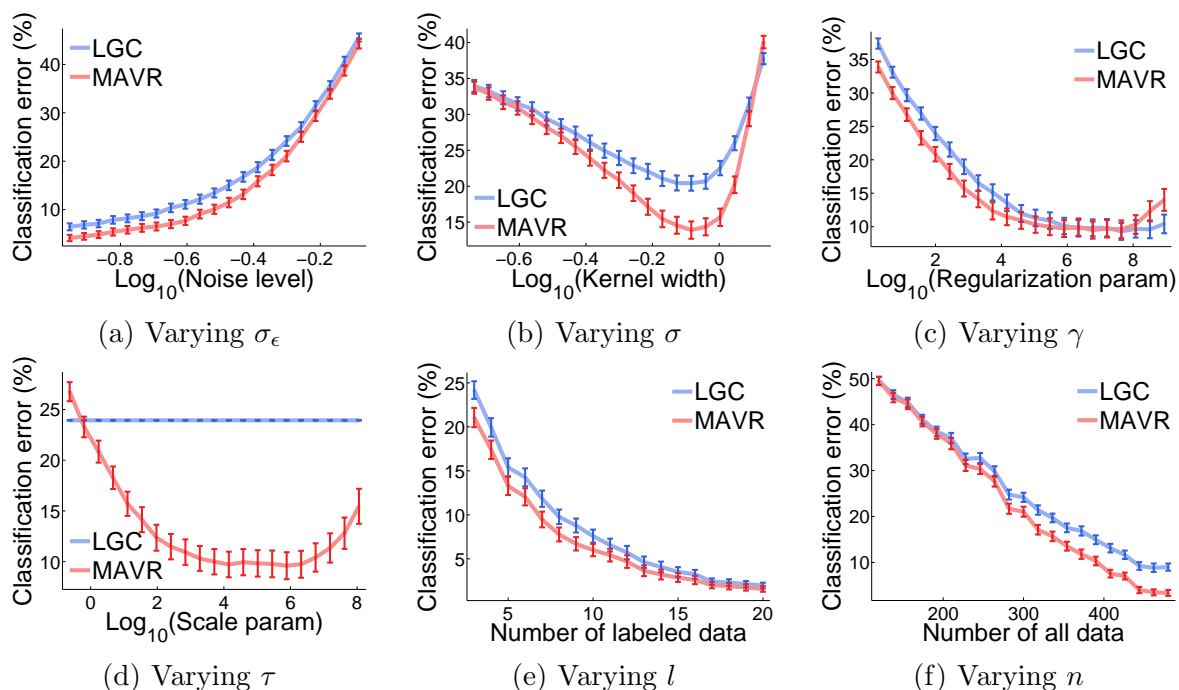 Classification error (%)
40
30
20
10
LGC
MAVR
−0.8 −0.6 −0.4 −0.2
Log10(Noise level)
(a) Varying σϵ
Classification error (%)
40
35
30
25
20
15
LGC
MAVR
−0.6 −0.4 −0.2 0
Log10(Kernel width)
(b) Varying σ
Classification error (%)
35
30
25
20
15
10
LGC
MAVR
2 4 6 8
Log10(Regularization param)
(c) Varying γ
Classification error (%)
25
20
15
10
LGC
MAVR
0 2 4 6 8
Log10(Scale param)
(d) Varying τ
Classification error (%)
25
20
15
10
5
LGC
MAVR
5 10 15 20
Number of labeled data
(e) Varying l
Classification error (%)
50
40
30
20
10
LGC
MAVR
200 300 400
Number of all data
(f) Varying n